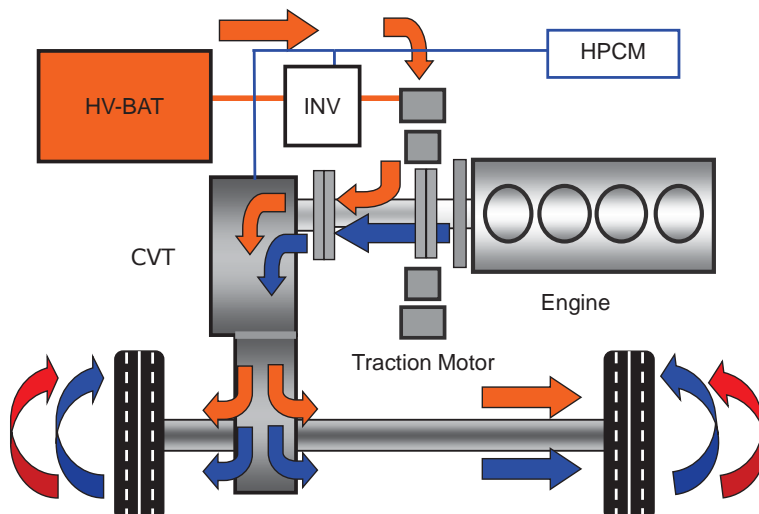 HPCM
HV-BAT
INV
CVT
Engine
Traction Motor